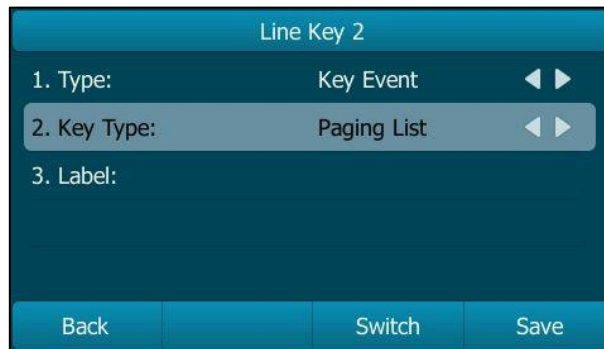 Line Key 2
1. Type: Key Event
2. Key Type: Paging List
3. Label:
Back Switch Save